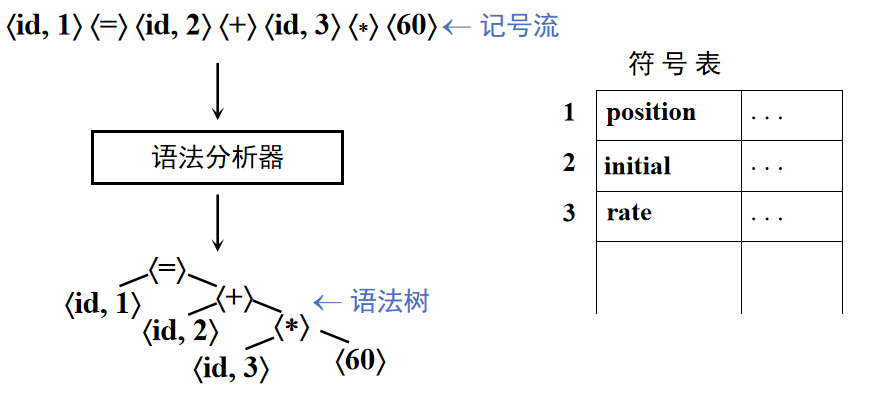 ⟨id, 1⟩ ⟨=⟩ ⟨id, 2⟩ ⟨+⟩ ⟨id, 3⟩ ⟨*⟩ ⟨60⟩ ← 记号流
符 号 表
1 position . . .
2 initial . . .
3 rate . . .
语法分析器
⟨=⟩
⟨id, 1⟩ ⟨+⟩ ← 语法树
⟨id, 2⟩ ⟨*⟩
⟨id, 3⟩ ⟨60⟩